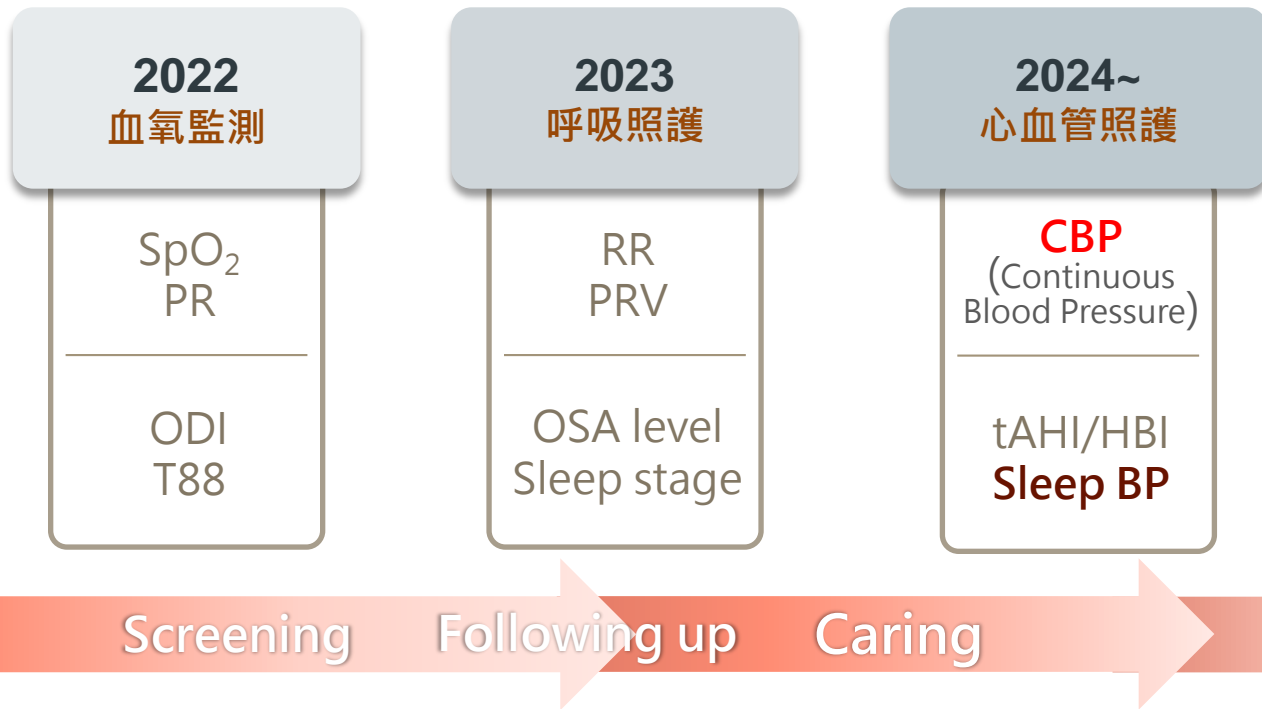 2022
血氧監測
SpO₂
PR
ODI
T88
2023
呼吸照護
RR
PRV
OSA level
Sleep stage
2024~
心血管照護
CBP
(Continuous
Blood Pressure)
tAHI/HBI
Sleep BP
Screening
Following up
Caring